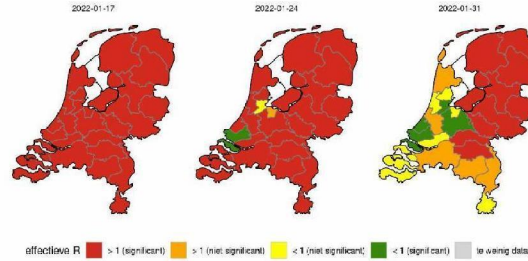 2022-01-17 2022-01-24 2022-01-31
effectieve R > 1 (significant) > 1 (niet significant) < 1 (niet significant) < 1 (significant) te weinig data